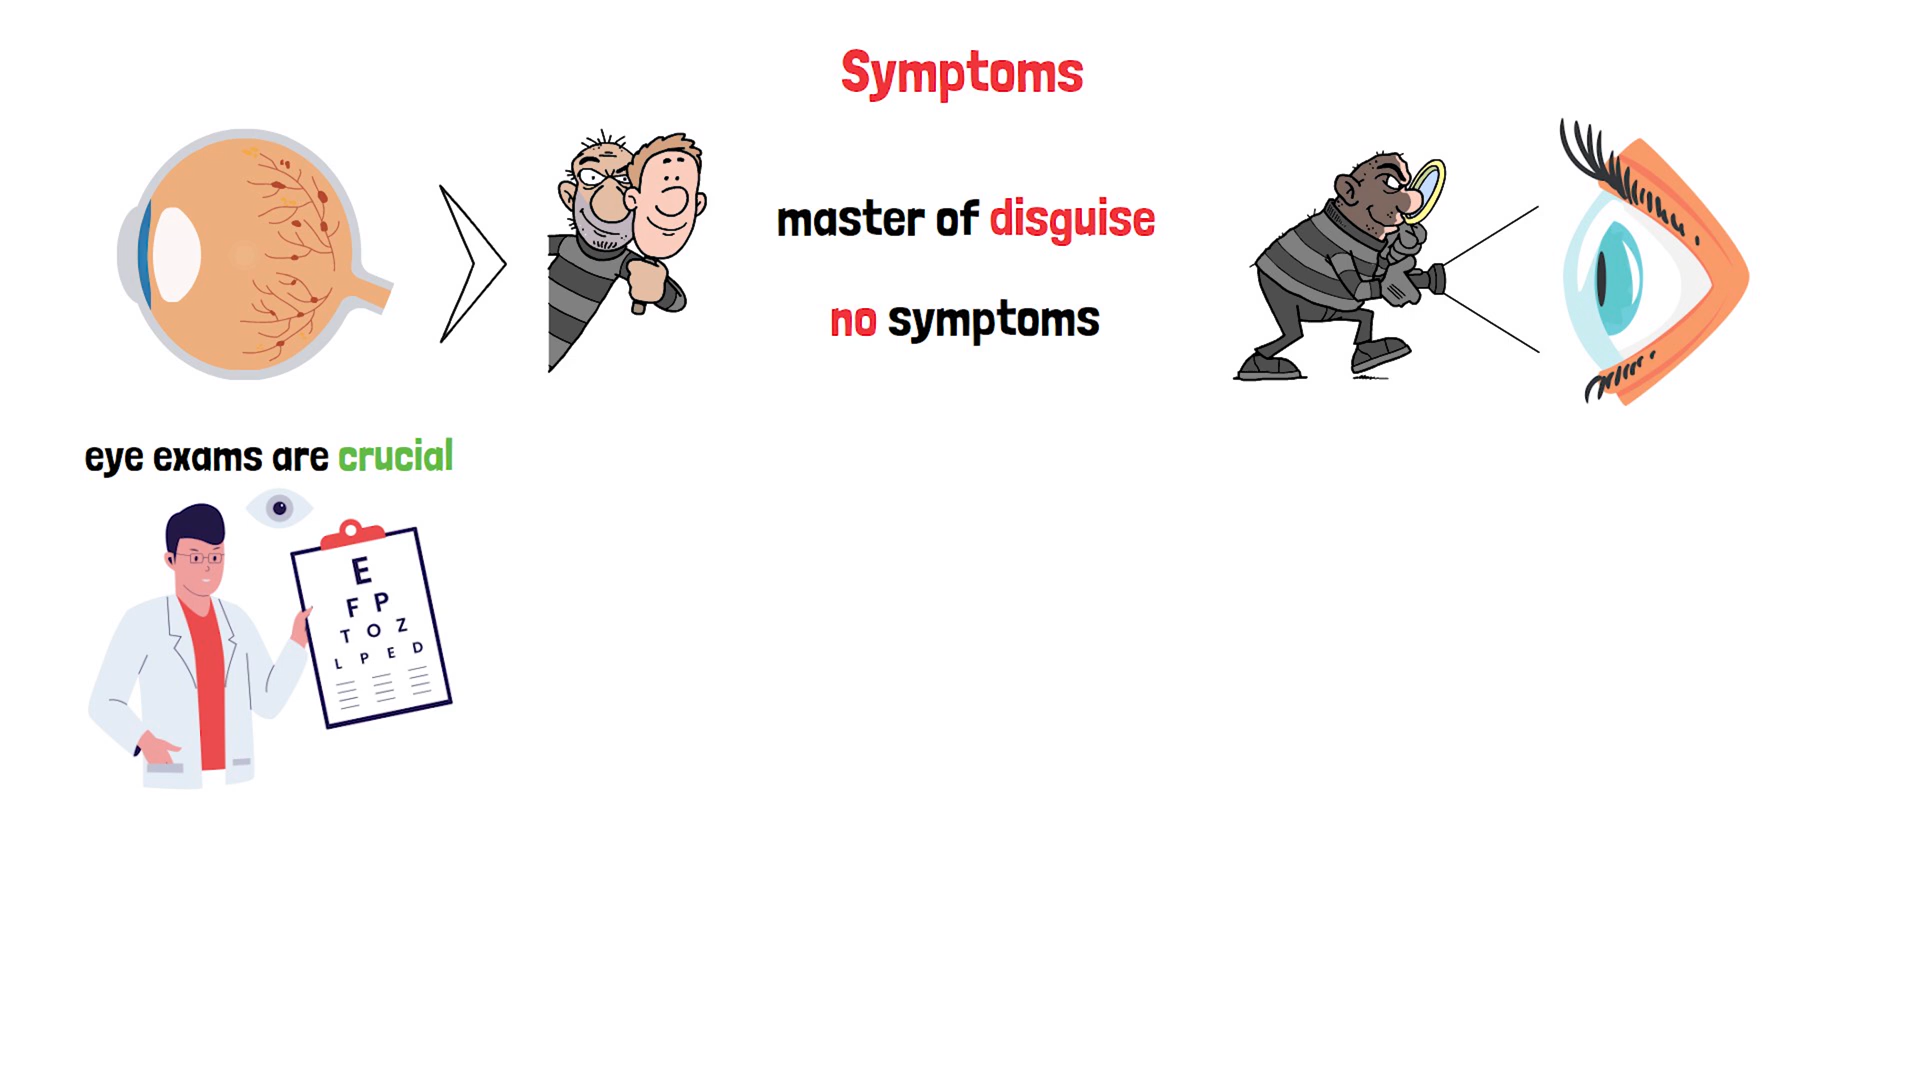 Symptoms
master of disguise
no symptoms
eye exams are crucial
E
F P
T O Z
L P E D